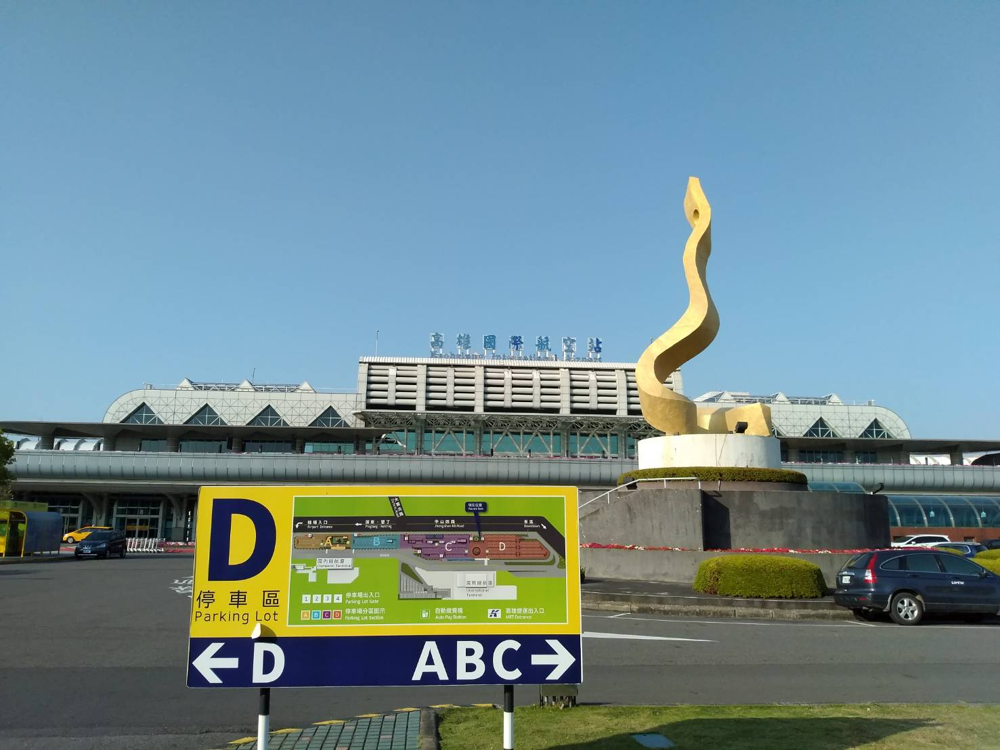 高雄國際航空站
Kaohsiung International Airport
D
停車區
Parking Lot
現在位置
You are here
機場入口
Airport Entrance
屏東・墾丁
Pingtung・Kenting
中山四路
Jhongshan 4th Road
市區
Downtown
A
B
C
D
國內線航廈
Domestic Terminal
國際線航廈
International
Terminal
1 2 3 4
停車場出入口
Parking Lot Gate
A B C D
停車場分區圖示
Parking Lot Section
自動繳費機
Auto Pay Station
高雄捷運出入口
MRT Entrance
← D
ABC →
9
8